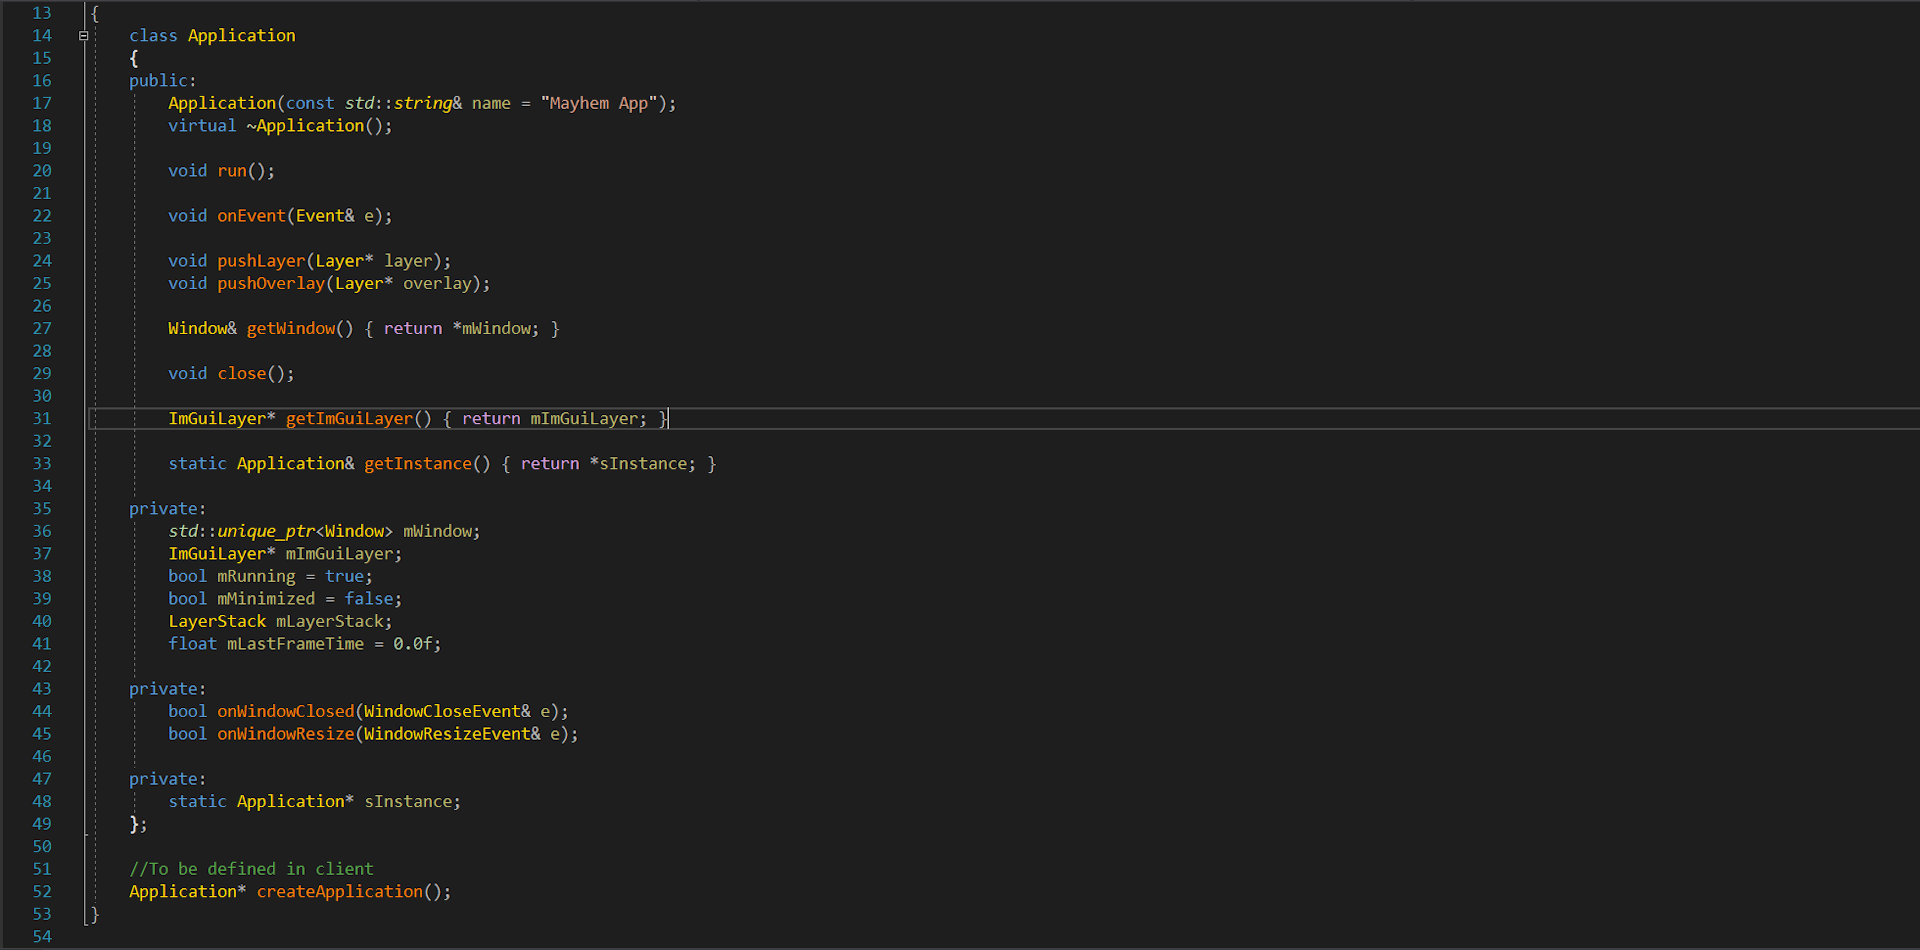 13 {
14 class Application
15 {
16 public:
17 Application(const std::string& name = "Mayhem App");
18 virtual ~Application();
19
20 void run();
21
22 void onEvent(Event& e);
23
24 void pushLayer(Layer* layer);
25 void pushOverlay(Layer* overlay);
26
27 Window& getWindow() { return *mWindow; }
28
29 void close();
30
31 ImGuiLayer* getImGuiLayer() { return mImGuiLayer; }
32
33 static Application& getInstance() { return *sInstance; }
34
35 private:
36 std::unique_ptr<Window> mWindow;
37 ImGuiLayer* mImGuiLayer;
38 bool mRunning = true;
39 bool mMinimized = false;
40 LayerStack mLayerStack;
41 float mLastFrameTime = 0.0f;
42
43 private:
44 bool onWindowClosed(WindowCloseEvent& e);
45 bool onWindowResize(WindowResizeEvent& e);
46
47 private:
48 static Application* sInstance;
49 };
50
51 //To be defined in client
52 Application* createApplication();
53 }
54